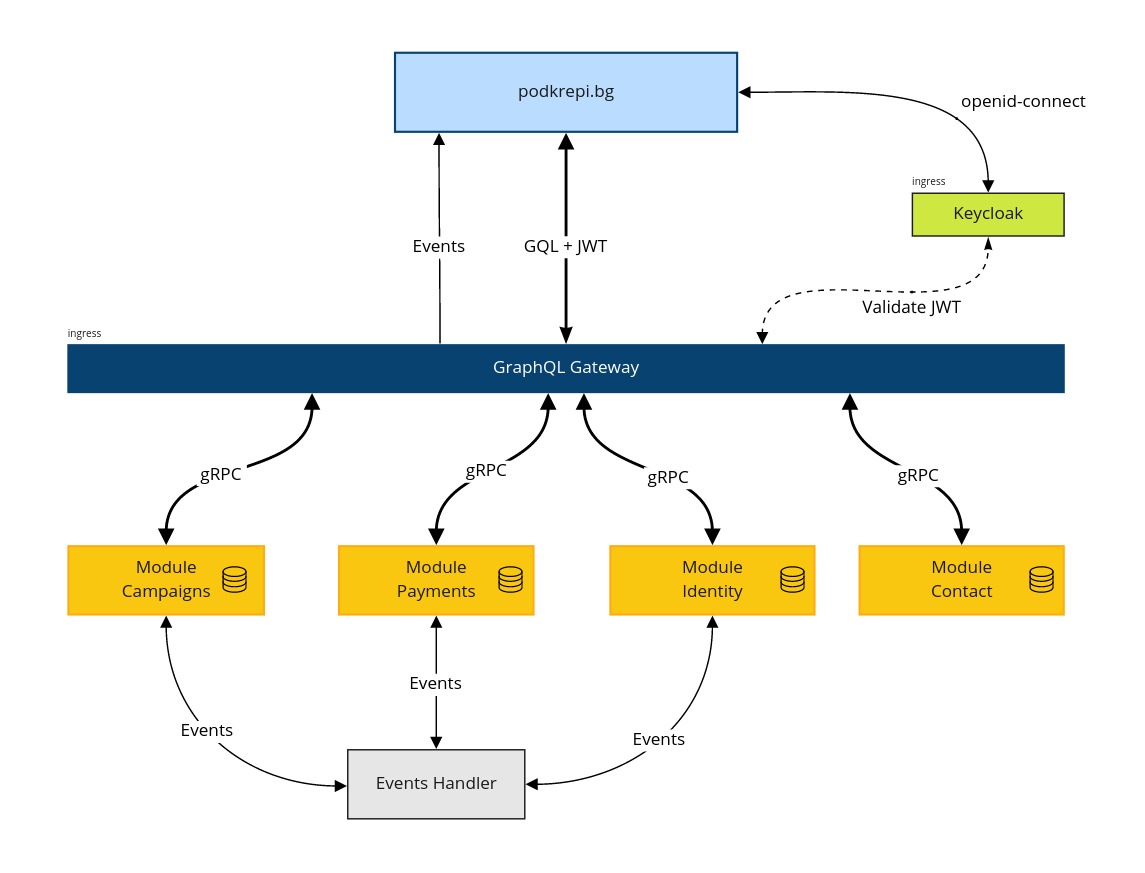 podkrepi.bg
openid-connect
ingress
Keycloak
Events
GQL + JWT
Validate JWT
ingress
GraphQL Gateway
gRPC
gRPC
gRPC
gRPC
Module
Campaigns
Module
Payments
Module
Identity
Module
Contact
Events
Events
Events
Events Handler